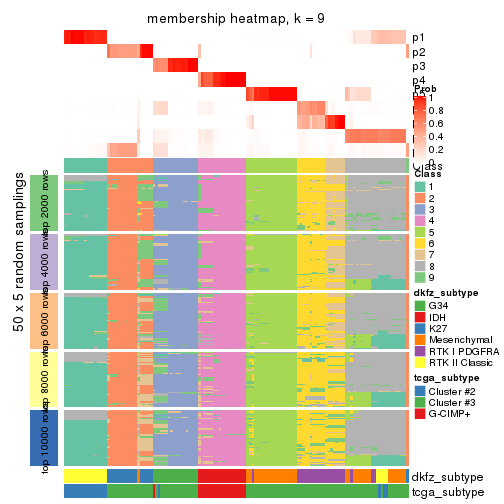 membership heatmap, k = 9
p1
p2
p3
p4
Prob
1
0.8
0.6
0.4
0.2
0
Class
Class
1
2
3
4
5
6
7
8
9
50 x 5 random samplings
top 2000 rows
top 4000 rows
top 6000 rows
top 8000 rows
top 10000 rows
dkfz_subtype
G34
IDH
K27
Mesenchymal
RTK I PDGFRA
RTK II Classic
tcga_subtype
Cluster #2
Cluster #3
G-CIMP+
dkfz_subtype
tcga_subtype